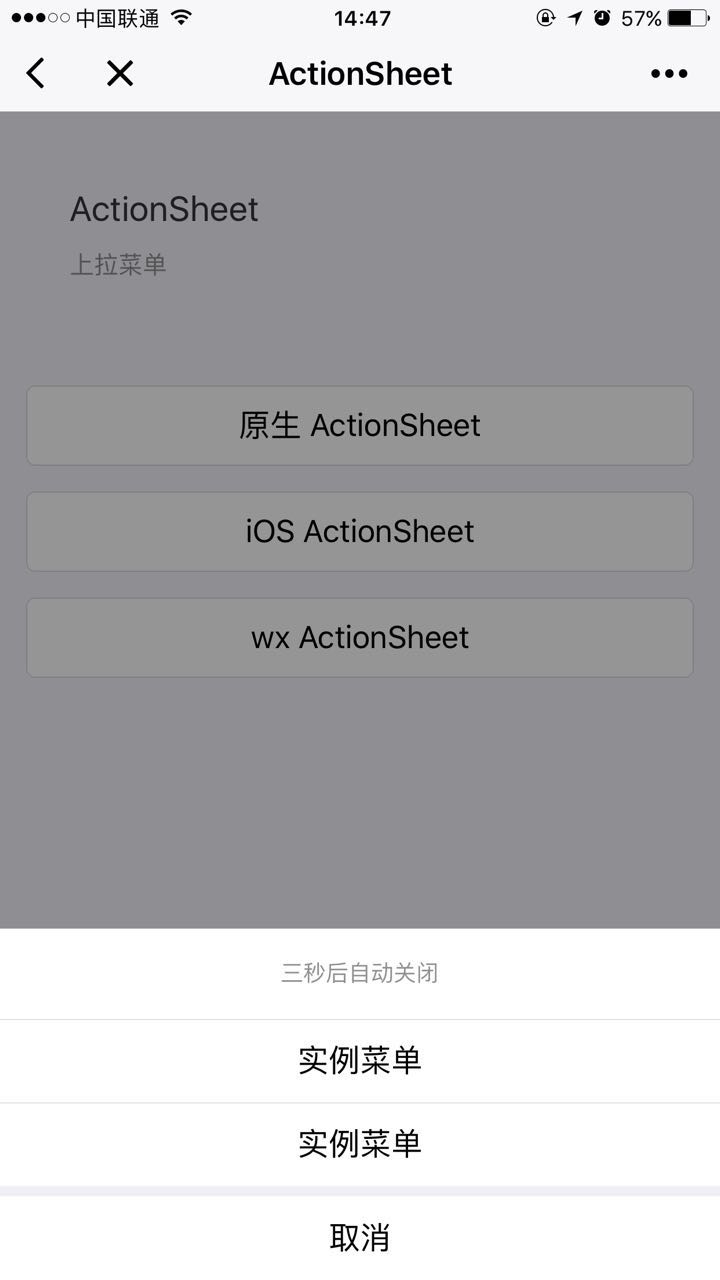 中国联通
14:47
57%
ActionSheet
ActionSheet
上拉菜单
原生 ActionSheet
iOS ActionSheet
wx ActionSheet
三秒后自动关闭
实例菜单
实例菜单
取消